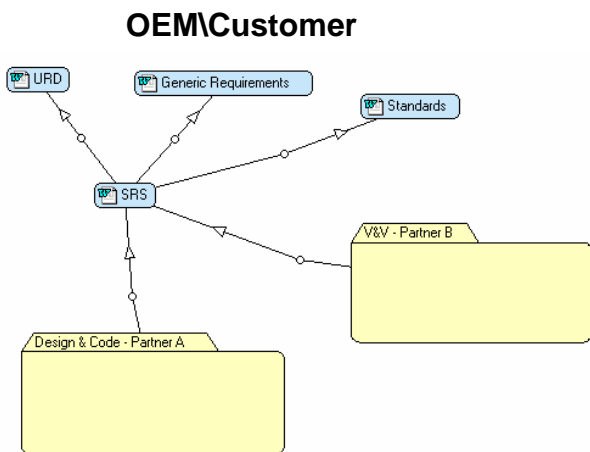 OEM\Customer
URD
Generic Requirements
Standards
SRS
V&V - Partner B
Design & Code - Partner A